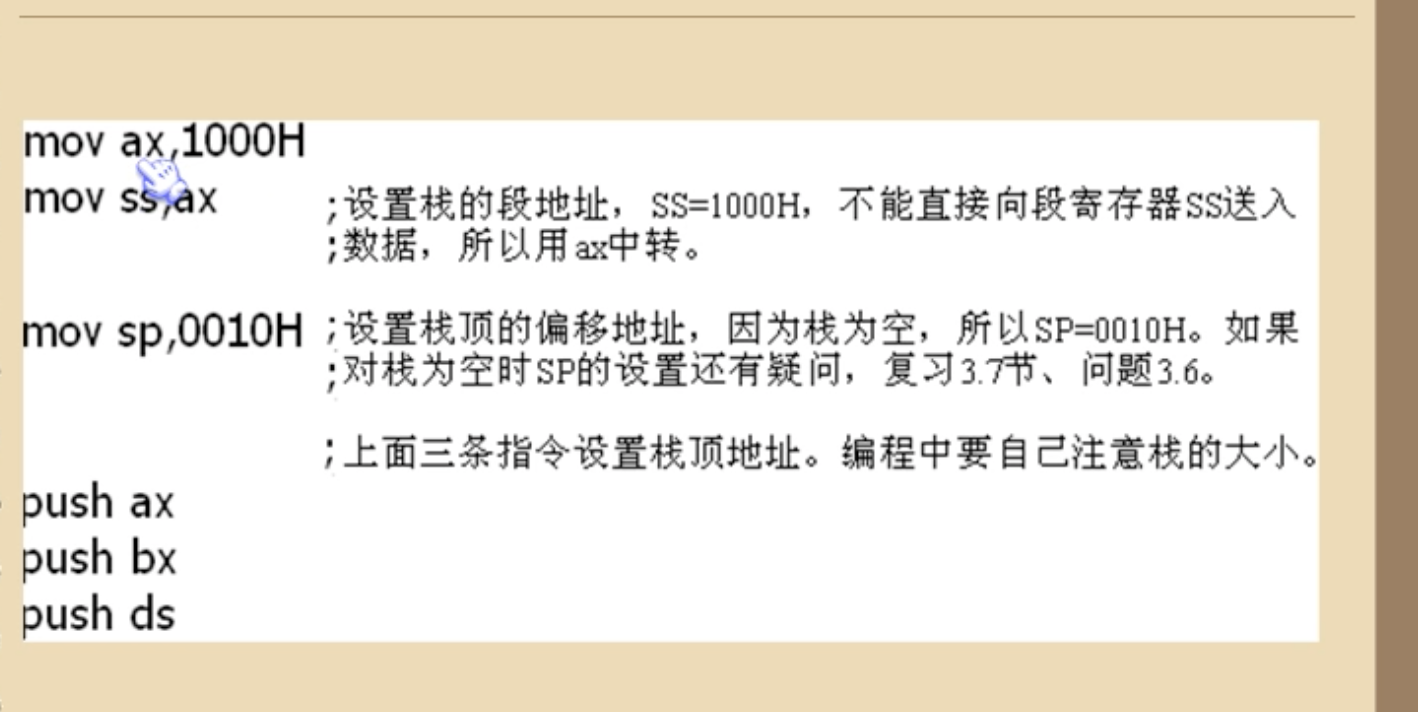 mov ax,1000H
mov ss,ax ;设置栈的段地址，SS=1000H，不能直接向段寄存器SS送入
;数据，所以用ax中转。
mov sp,0010H ;设置栈顶的偏移地址，因为栈为空，所以SP=0010H。如果
;对栈为空时SP的设置还有疑问，复习3.7节、问题3.6。
;上面三条指令设置栈顶地址。编程中要自己注意栈的大小。
push ax
push bx
push ds